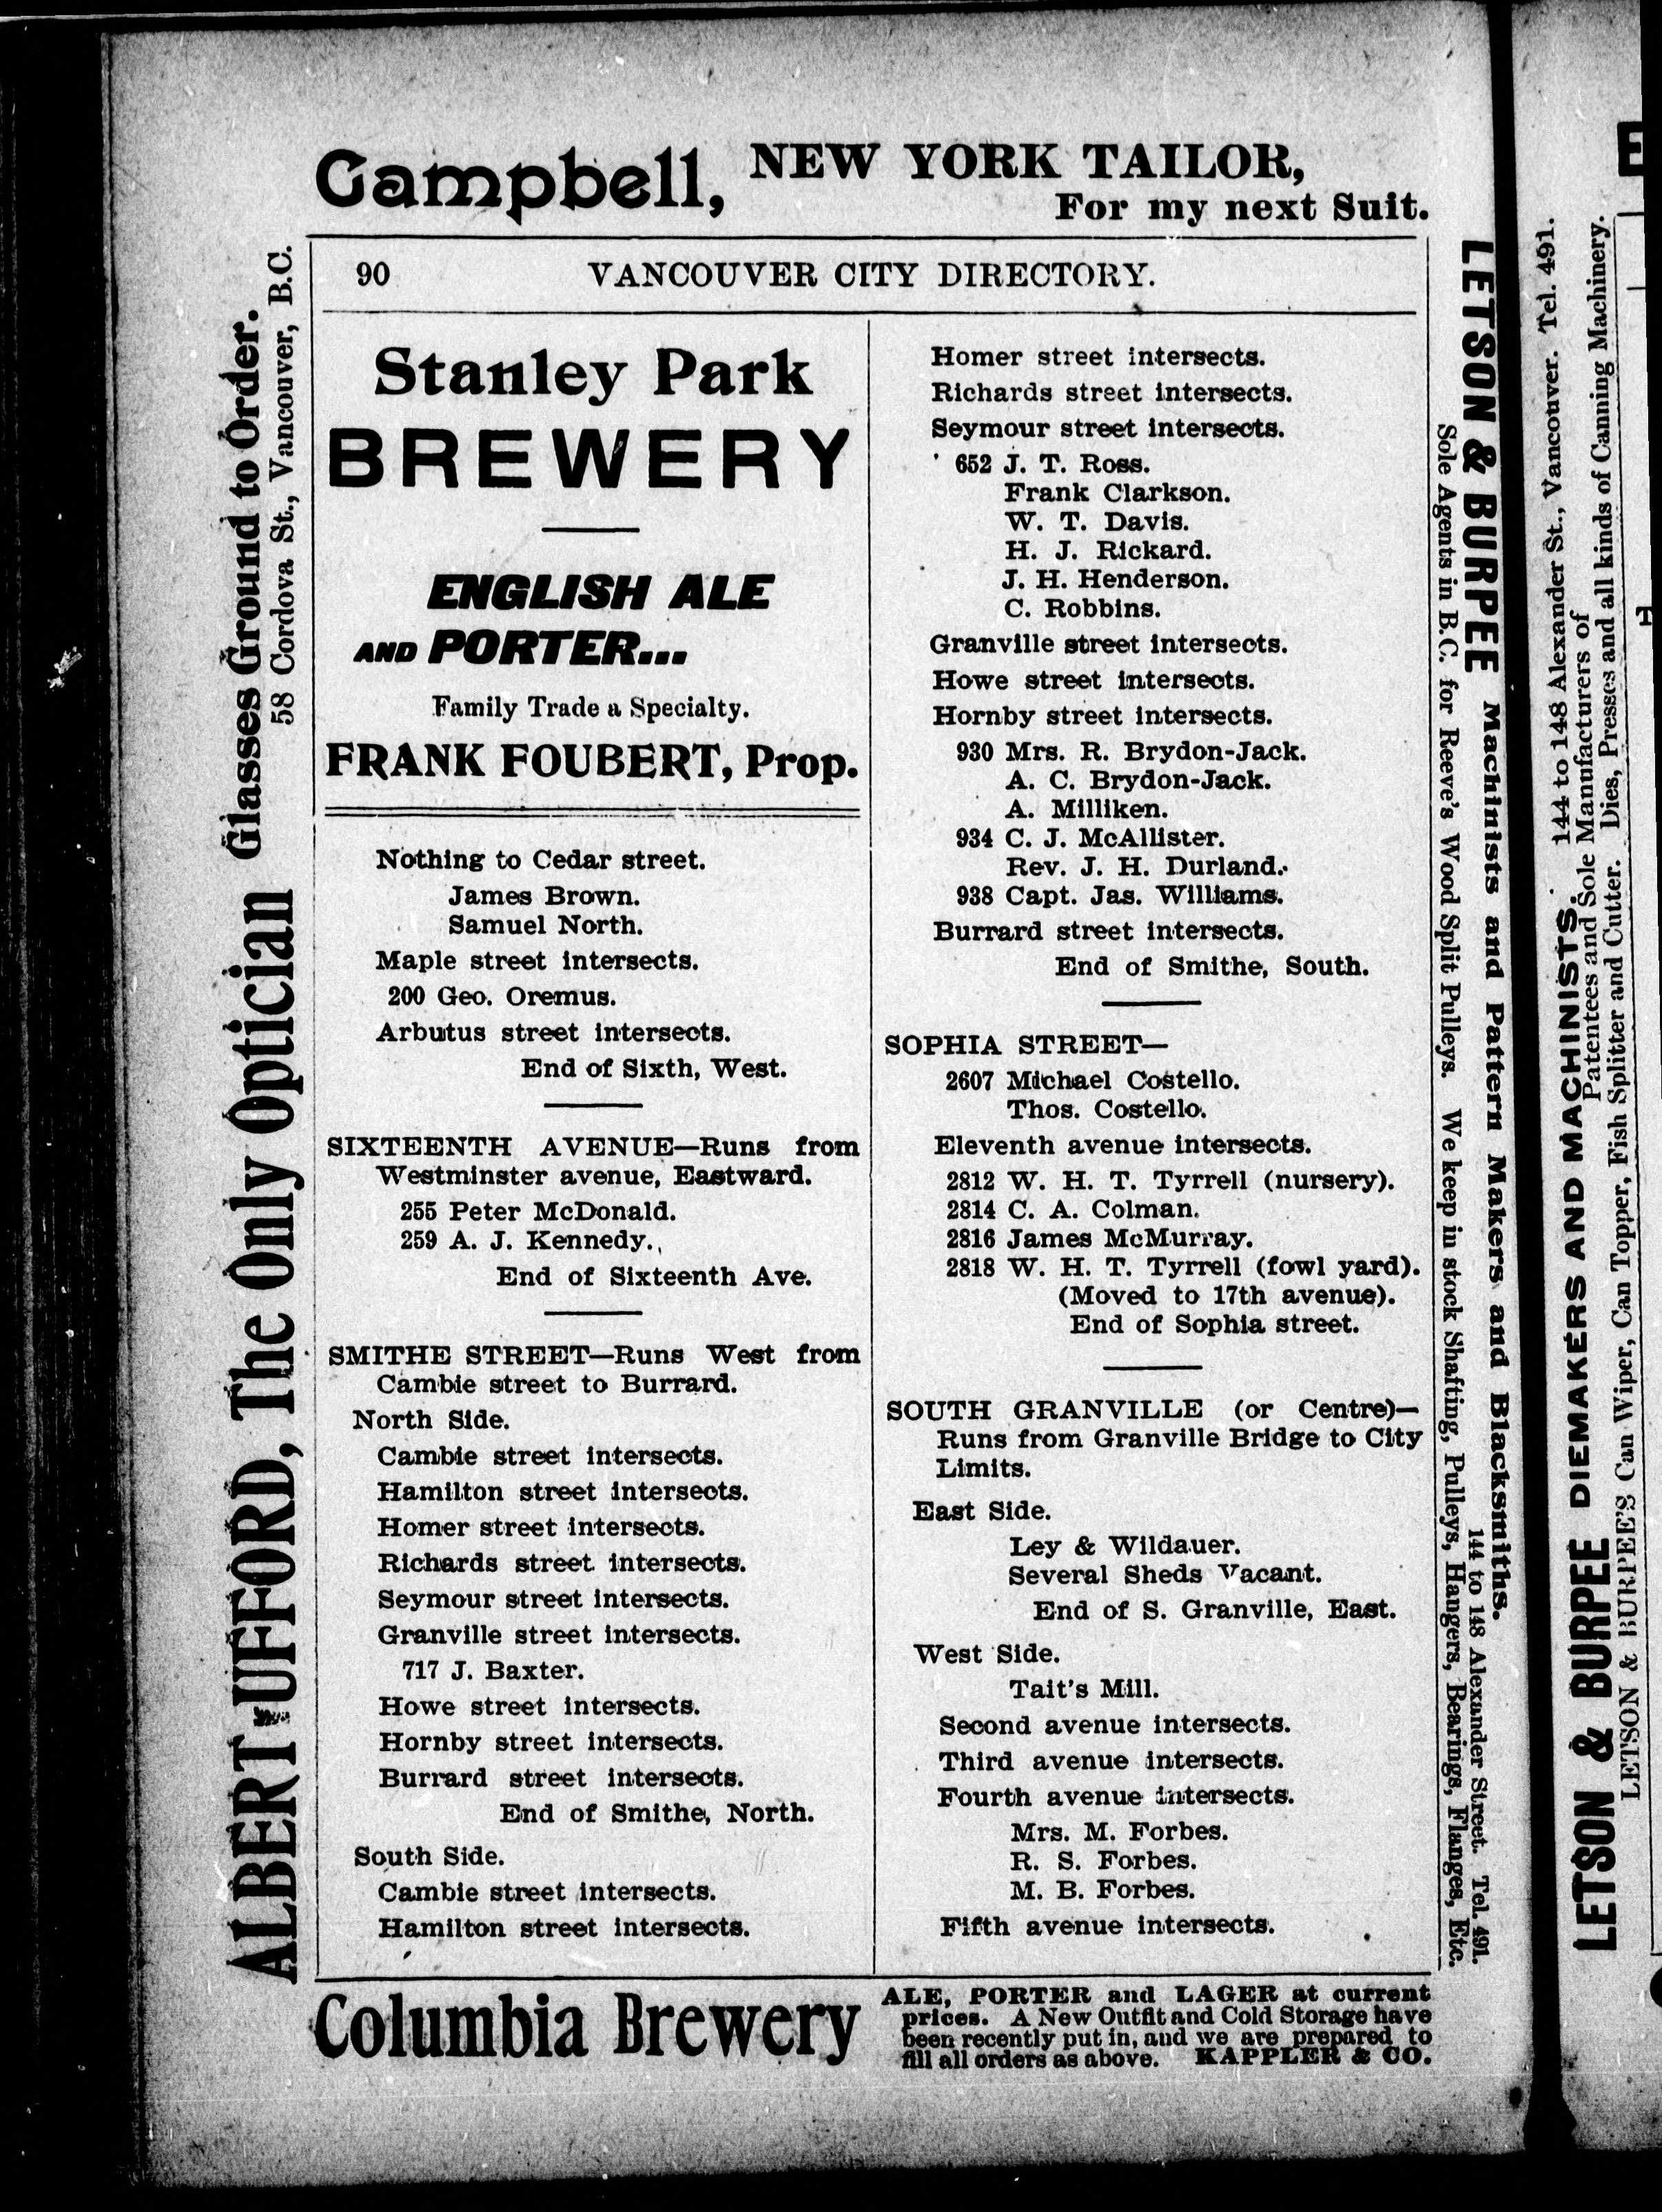 Campbell, NEW YORK TAILOR,
For my next Suit.
90 VANCOUVER CITY DIRECTORY.
Stanley Park
BREWERY
ENGLISH ALE
AND PORTER...
Family Trade a Specialty.
FRANK FOUBERT, Prop.
Nothing to Cedar street.
James Brown.
Samuel North.
Maple street intersects.
200 Geo. Oremus.
Arbutus street intersects.
End of Sixth, West.
SIXTEENTH AVENUE—Runs from
Westminster avenue, Eastward.
255 Peter McDonald.
259 A. J. Kennedy.
End of Sixteenth Ave.
SMITHE STREET—Runs West from
Cambie street to Burrard.
North Side.
Cambie street intersects.
Hamilton street intersects.
Homer street intersects.
Richards street intersects.
Seymour street intersects.
Granville street intersects.
717 J. Baxter.
Howe street intersects.
Hornby street intersects.
Burrard street intersects.
End of Smithe, North.
South Side.
Cambie street intersects.
Hamilton street intersects.
Homer street intersects.
Richards street intersects.
Seymour street intersects.
652 J. T. Ross.
Frank Clarkson.
W. T. Davis.
H. J. Rickard.
J. H. Henderson.
C. Robbins.
Granville street intersects.
Howe street intersects.
Hornby street intersects.
930 Mrs. R. Brydon-Jack.
A. C. Brydon-Jack.
A. Milliken.
934 C. J. McAllister.
Rev. J. H. Durland.
938 Capt. Jas. Williams.
Burrard street intersects.
End of Smithe, South.
SOPHIA STREET—
2607 Michael Costello.
Thos. Costello.
Eleventh avenue intersects.
2812 W. H. T. Tyrrell (nursery).
2814 C. A. Colman.
2816 James McMurray.
2818 W. H. T. Tyrrell (fowl yard).
(Moved to 17th avenue).
End of Sophia street.
SOUTH GRANVILLE (or Centre)—
Runs from Granville Bridge to City
Limits.
East Side.
Ley & Wildauer.
Several Sheds Vacant.
End of S. Granville, East.
West Side.
Tait's Mill.
Second avenue intersects.
Third avenue intersects.
Fourth avenue intersects.
Mrs. M. Forbes.
R. S. Forbes.
M. B. Forbes.
Fifth avenue intersects.
Columbia Brewery
ALE, PORTER and LAGER at current
prices. A New Outfit and Cold Storage have
been recently put in, and we are prepared to
fill all orders as above. KAPPLER & CO.
ALBERT UFFORD, The Only Optician Glasses Ground to Order.
58 Cordova St., Vancouver, B.C.
LETSON & BURPEE Machinists and Pattern Makers and Blacksmiths.
144 to 148 Alexander Street. Tel. 491.
Sole Agents in B.C. for Reeve's Wood Split Pulleys. We keep in stock Shafting, Pulleys, Hangers, Bearings, Flanges, Etc.
LETSON & BURPEE DIEMAKERS AND MACHINISTS. 144 to 148 Alexander St., Vancouver. Tel. 491.
Patentees and Sole Manufacturers of
LETSON & BURPEE'S Can Wiper, Can Topper, Fish Splitter and Cutter. Dies, Presses and all kinds of Canning Machinery.